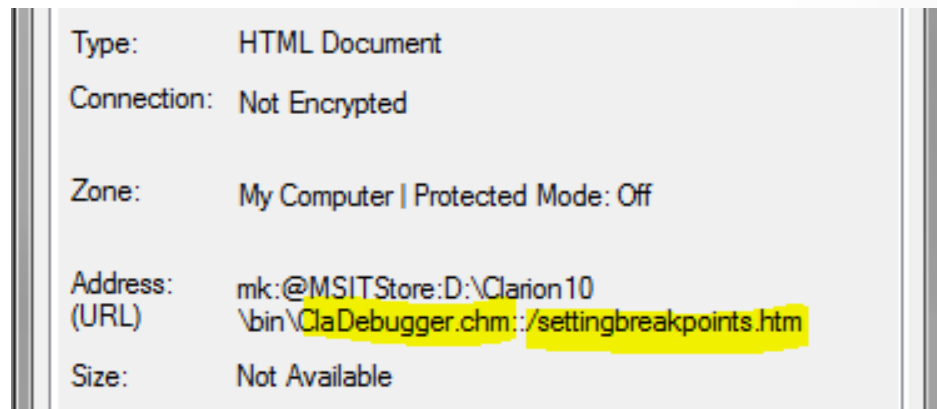 Type: HTML Document
Connection: Not Encrypted
Zone: My Computer | Protected Mode: Off
Address: mk:@MSITStore:D:\Clarion10
(URL) \bin\ClaDebugger.chm::/settingbreakpoints.htm
Size: Not Available